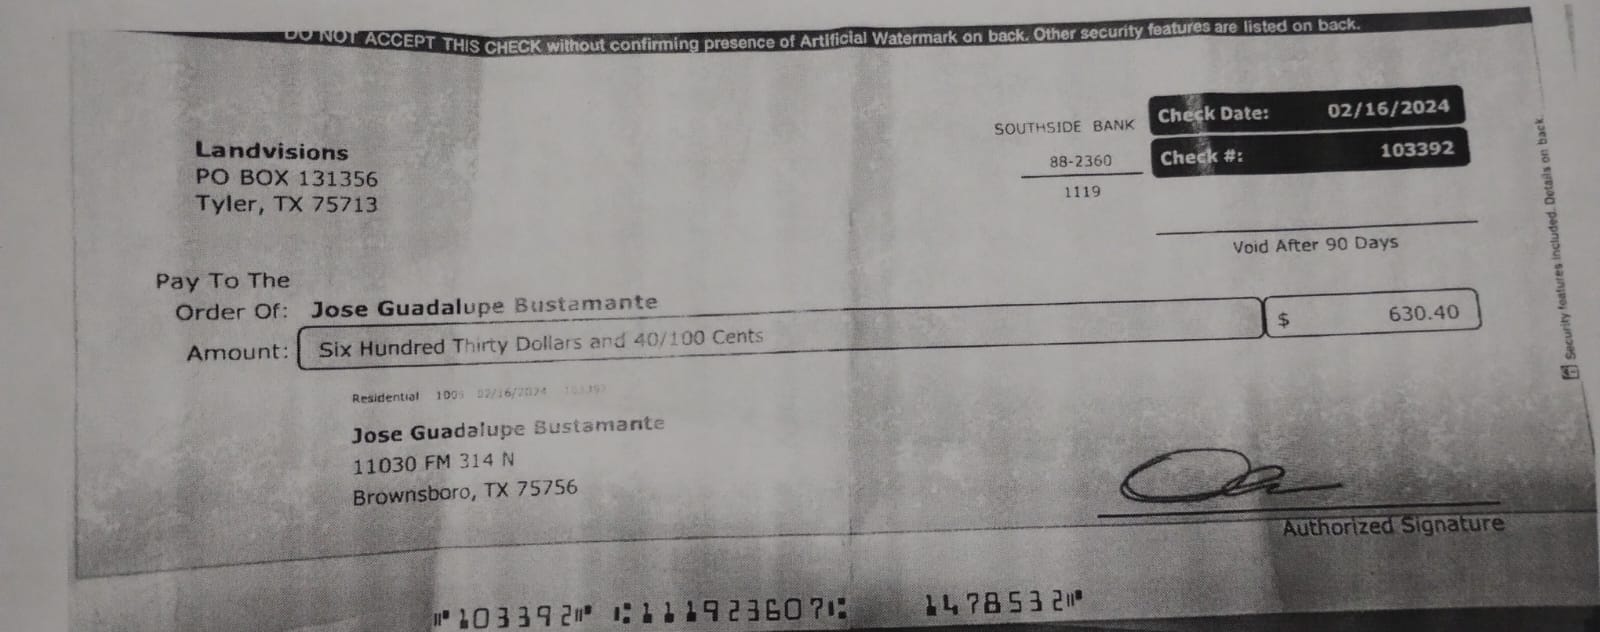 DO NOT ACCEPT THIS CHECK without confirming presence of Artificial Watermark on back. Other security features are listed on back.
Landvisions
PO BOX 131356
Tyler, TX 75713
SOUTHSIDE BANK
88-2360
1119
Check Date: 02/16/2024
Check #: 103392
Void After 90 Days
Pay To The
Order Of: Jose Guadalupe Bustamante
Amount: Six Hundred Thirty Dollars and 40/100 Cents
$ 630.40
Residential 1099 02/16/2024 103392
Jose Guadalupe Bustamante
11030 FM 314 N
Brownsboro, TX 75756
Authorized Signature
Security features included. Details on back.
⑈103392⑈ ⑆111923607⑆ 1478532⑈